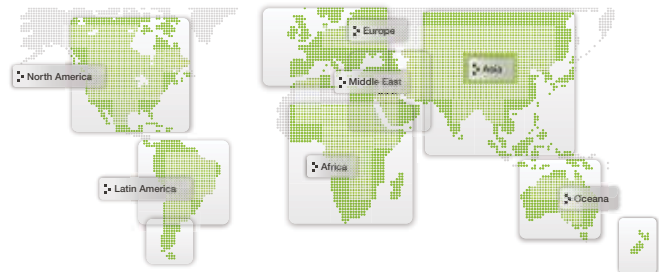 Europe
Asia
North America
Middle East
Africa
Latin America
Oceana